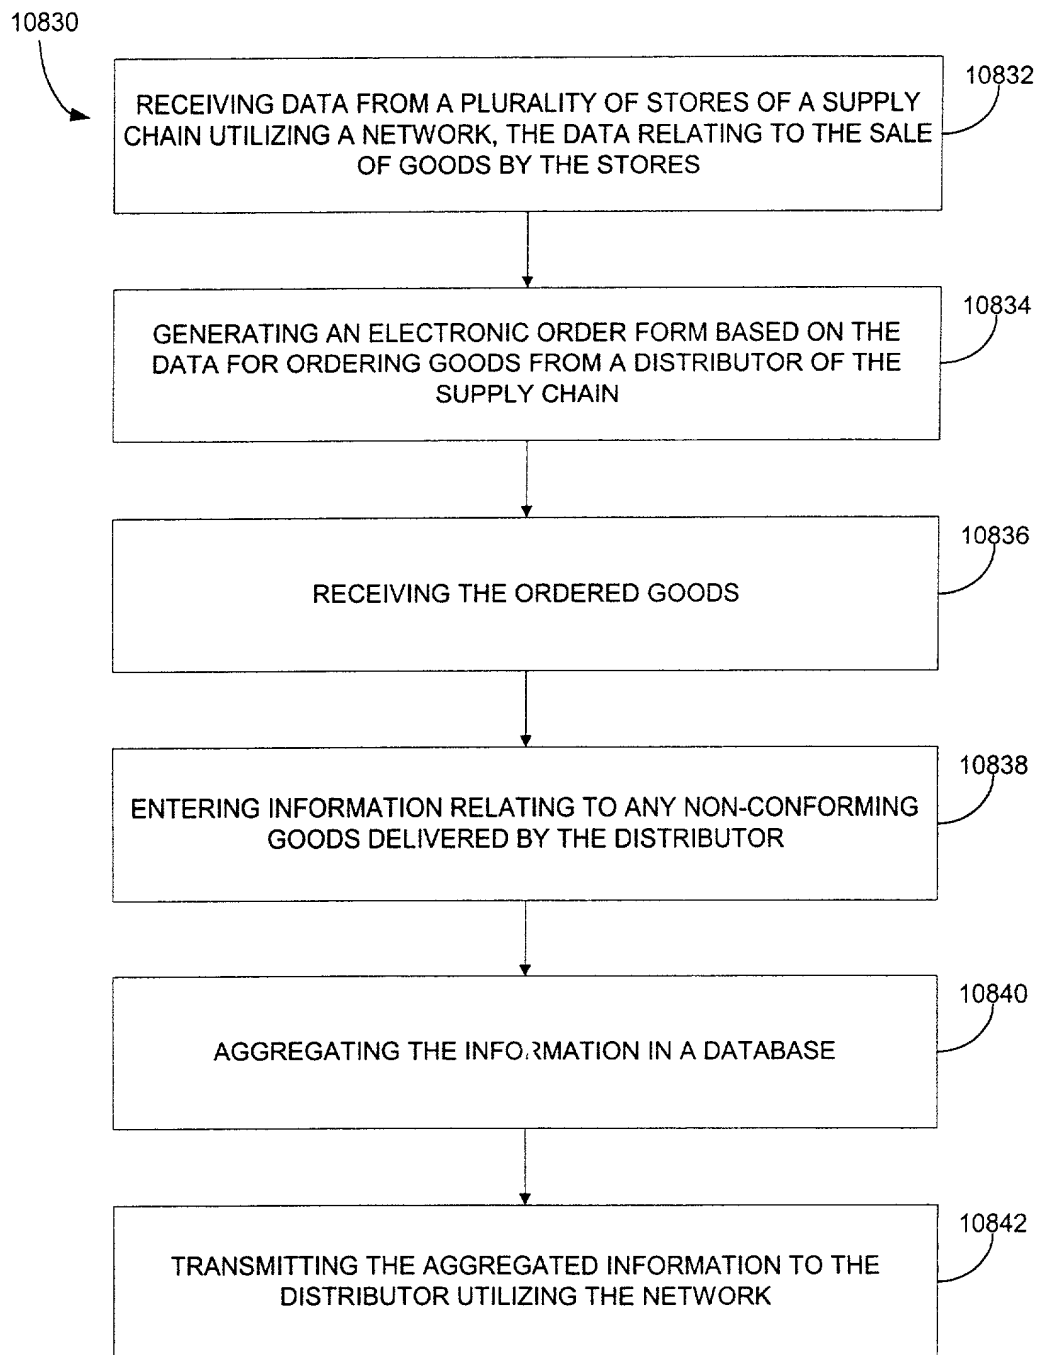 10830
10832
RECEIVING DATA FROM A PLURALITY OF STORES OF A SUPPLY
CHAIN UTILIZING A NETWORK, THE DATA RELATING TO THE SALE
OF GOODS BY THE STORES
10834
GENERATING AN ELECTRONIC ORDER FORM BASED ON THE
DATA FOR ORDERING GOODS FROM A DISTRIBUTOR OF THE
SUPPLY CHAIN
10836
RECEIVING THE ORDERED GOODS
10838
ENTERING INFORMATION RELATING TO ANY NON-CONFORMING
GOODS DELIVERED BY THE DISTRIBUTOR
10840
AGGREGATING THE INFORMATION IN A DATABASE
10842
TRANSMITTING THE AGGREGATED INFORMATION TO THE
DISTRIBUTOR UTILIZING THE NETWORK